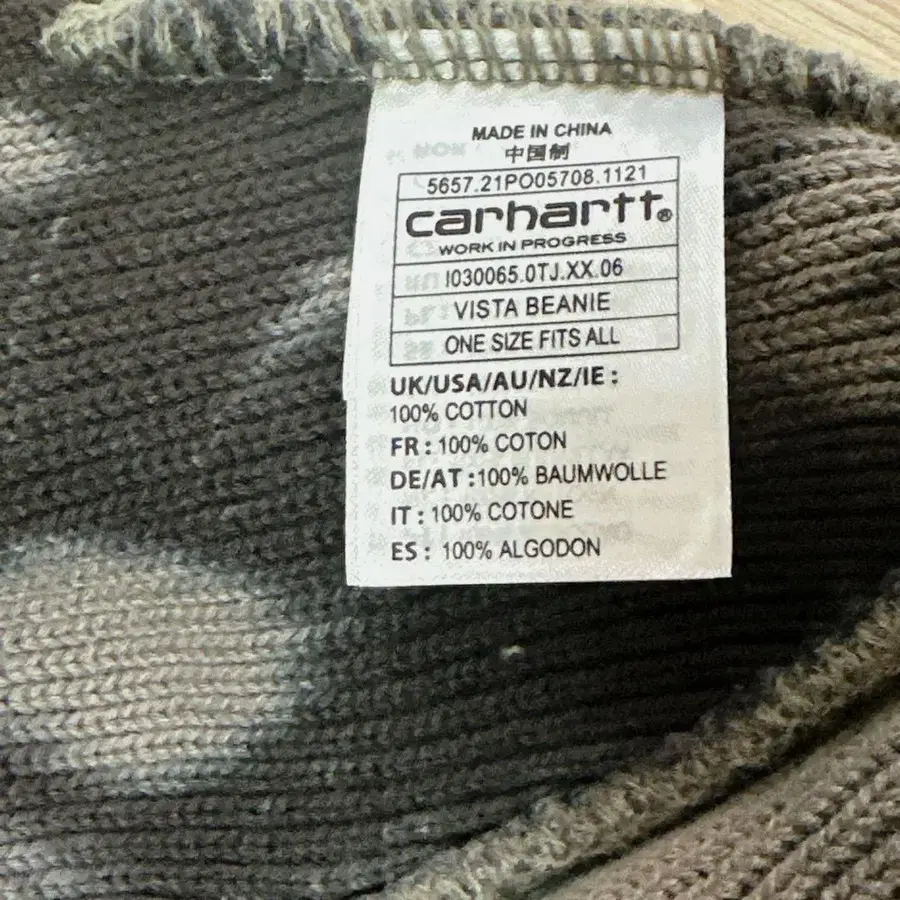 MADE IN CHINA
中国制
5657.21PO05708.1121
carhartt®
WORK IN PROGRESS
I030065.0TJ.XX.06
VISTA BEANIE
ONE SIZE FITS ALL
UK/USA/AU/NZ/IE :
100% COTTON
FR : 100% COTON
DE/AT :100% BAUMWOLLE
IT : 100% COTONE
ES : 100% ALGODON